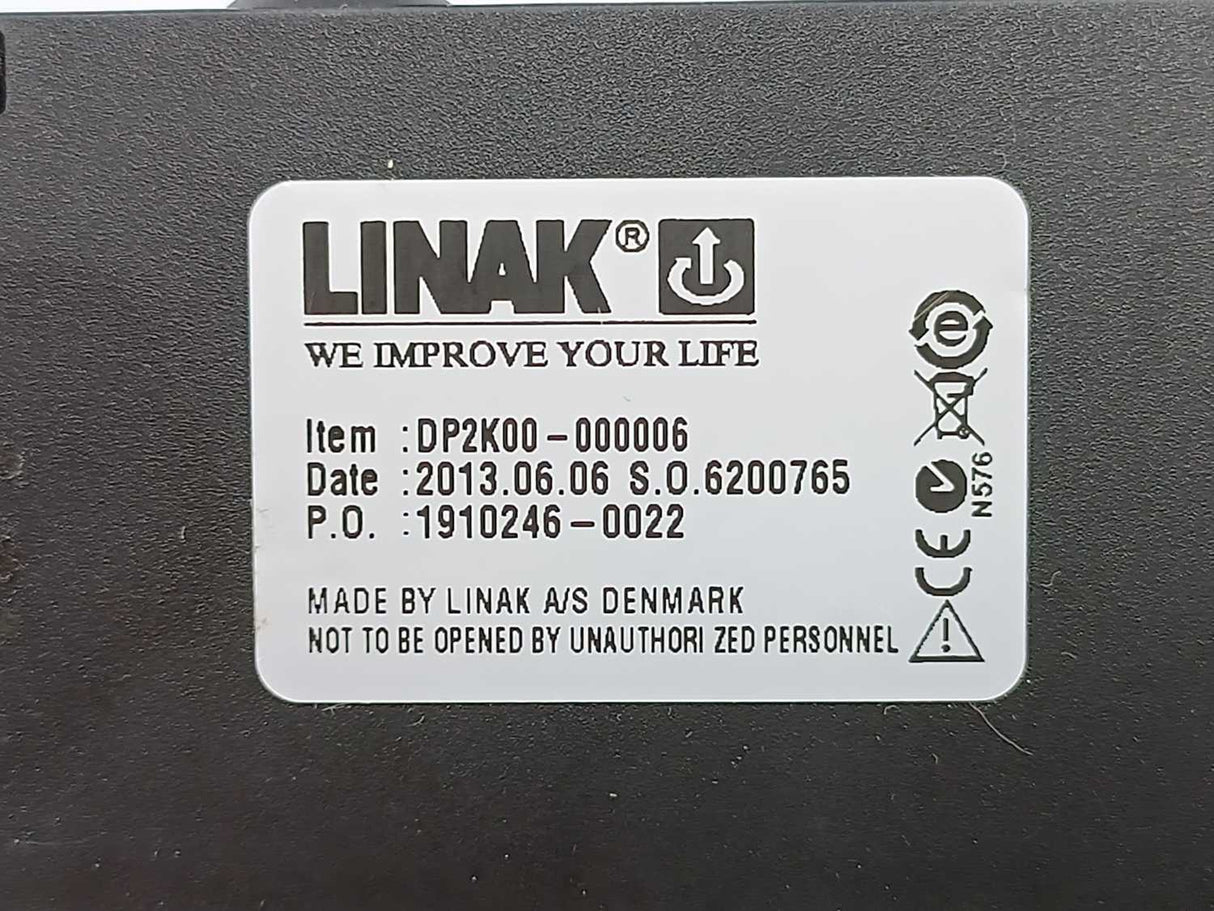 LINAK®
WE IMPROVE YOUR LIFE
Item :DP2K00-000006
Date :2013.06.06 S.O.6200765
P.O. :1910246-0022
MADE BY LINAK A/S DENMARK
NOT TO BE OPENED BY UNAUTHORI ZED PERSONNEL
e
N576
CE
!